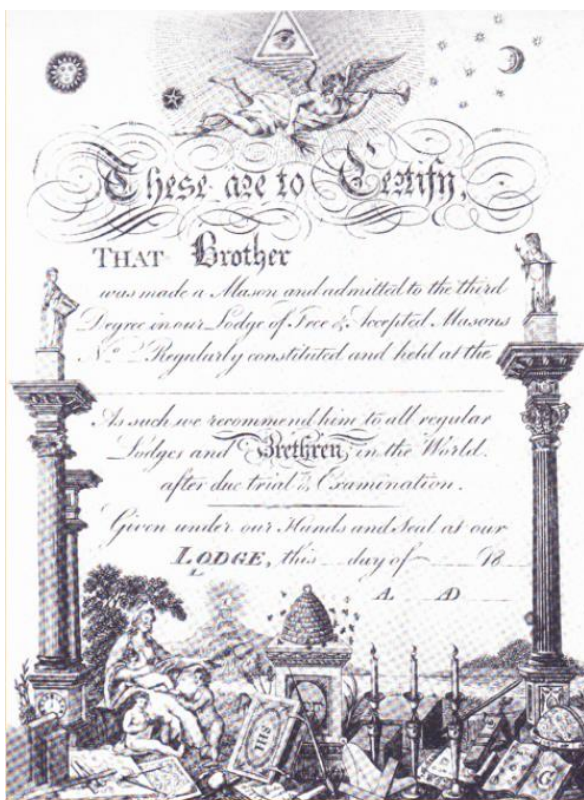 These are to Certify,
THAT Brother
was made a Mason and admitted to the third
Degree in our Lodge of Free & Accepted Masons
No Regularly constituted and held at the
As such we recommend him to all regular
Lodges and Brethren, in the World.
after due trial & Examination.
Given under our Hands and Seal at our
LODGE, this day of 18
A. AD
IHS
G